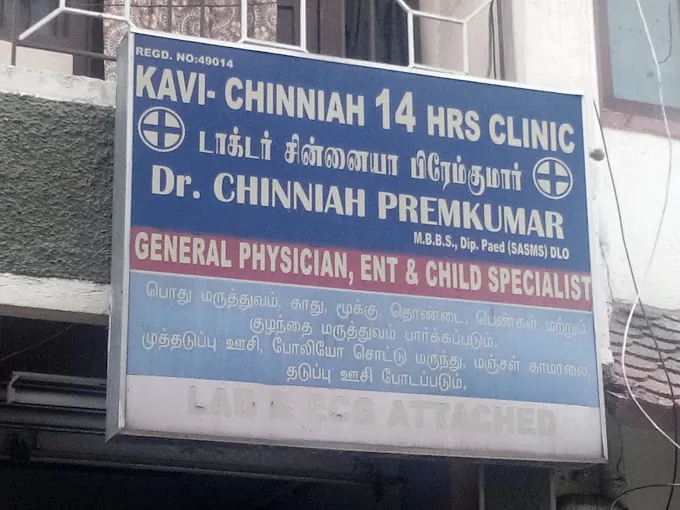 REGD. NO:49014
KAVI- CHINNIAH 14 HRS CLINIC
டாக்டர் சின்னையா பிரேம்குமார்
Dr. CHINNIAH PREMKUMAR
M.B.B.S., Dip. Paed (SASMS) DLO
GENERAL PHYSICIAN, ENT & CHILD SPECIALIST
பொது மருத்துவம், காது, மூக்கு, தொண்டை, பெண்கள் மற்றும்
குழந்தை மருத்துவம் பார்க்கப்படும்.
முத்தடுப்பு ஊசி, போலியோ சொட்டு மருந்து, மஞ்சள் காமாலை
தடுப்பு ஊசி போடப்படும்.
LAB & ECG ATTACHED